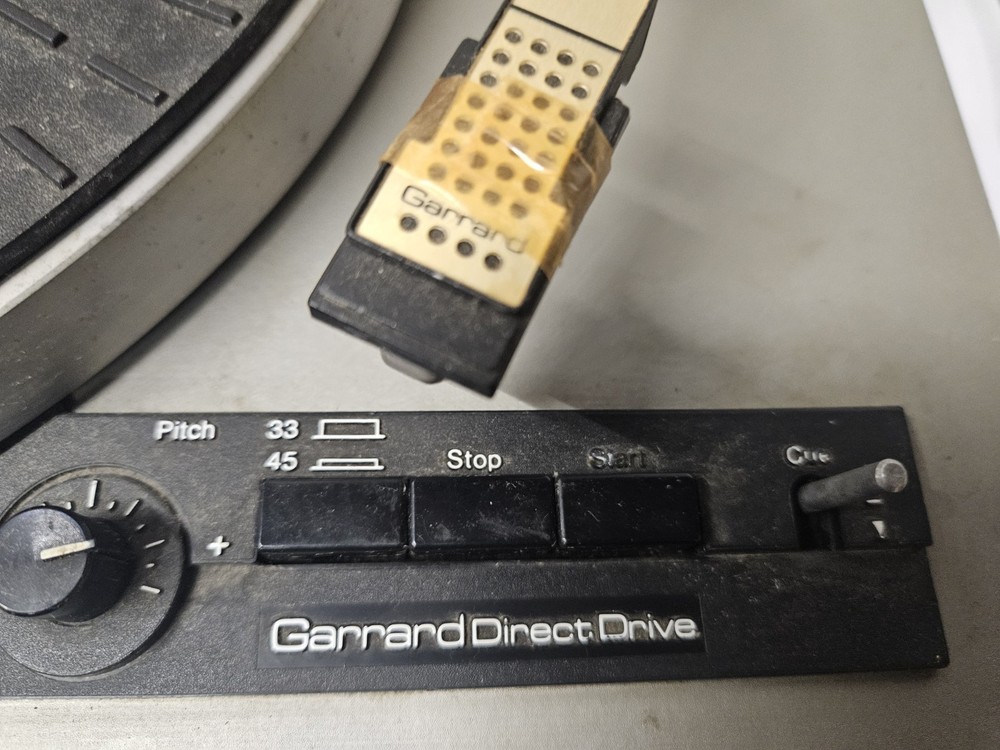 Garrard
Pitch
33
45
Stop
Start
Cue
+
Garrard Direct Drive